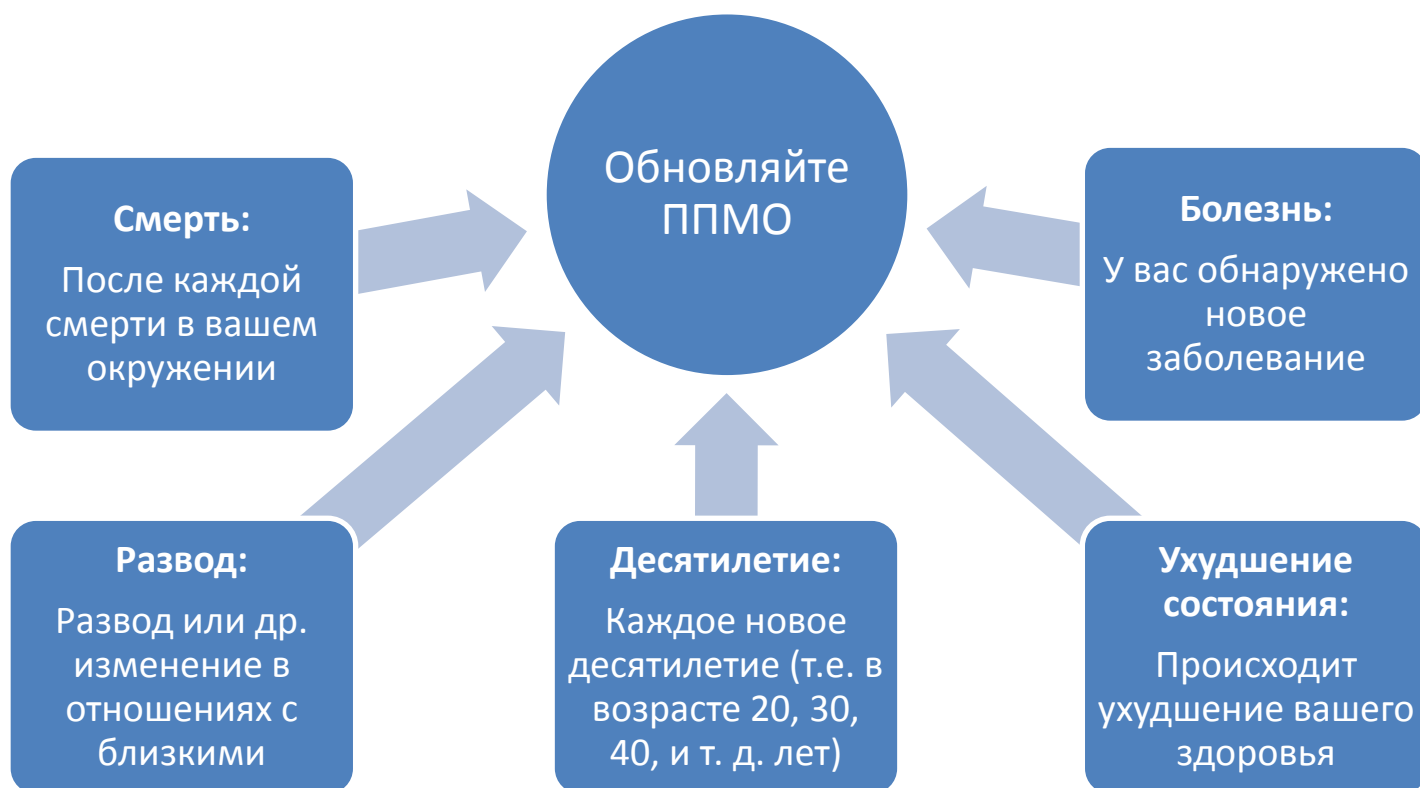 Обновляйте
ППМО
Смерть:
После каждой
смерти в вашем
окружении
Болезнь:
У вас обнаружено
новое
заболевание
Развод:
Развод или др.
изменение в
отношениях с
близкими
Десятилетие:
Каждое новое
десятилетие (т.е. в
возрасте 20, 30,
40, и т. д. лет)
Ухудшение
состояния:
Происходит
ухудшение вашего
здоровья